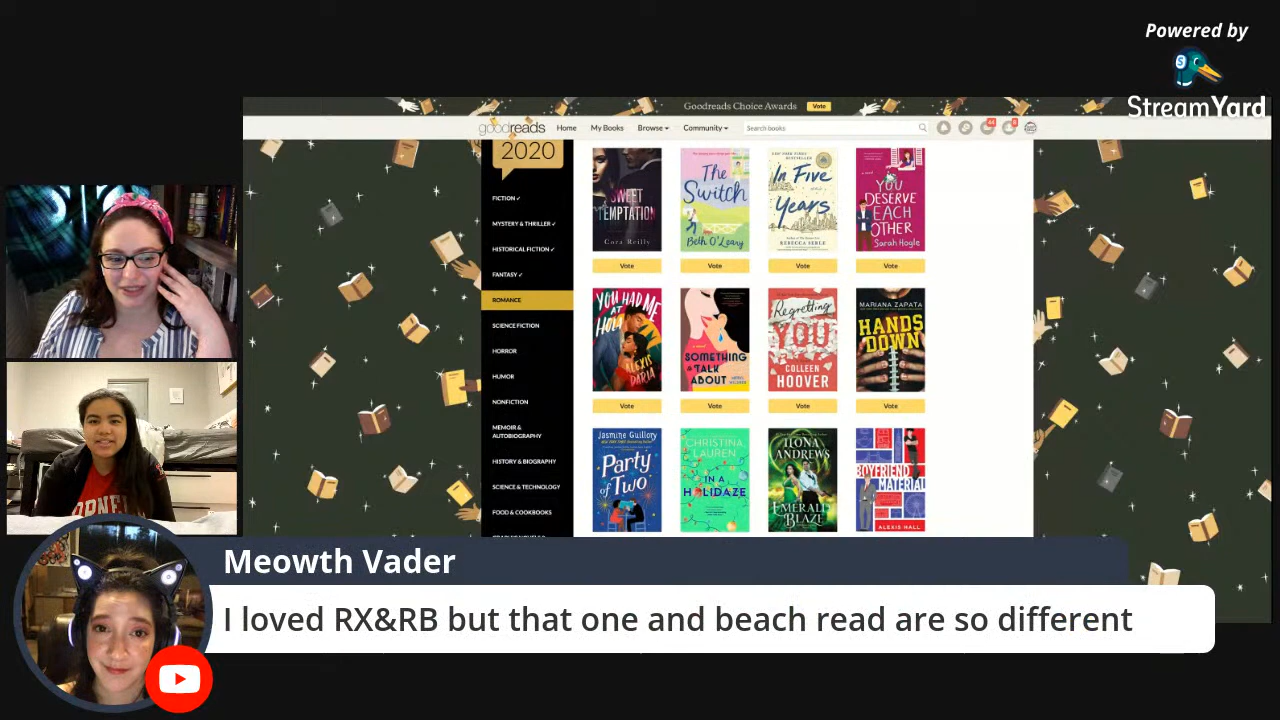 Powered by
StreamYard
Goodreads Choice Awards Vote
goodreads Home My Books Browse Community Search books
2020
FICTION ✓
MYSTERY & THRILLER ✓
HISTORICAL FICTION ✓
FANTASY ✓
ROMANCE
SCIENCE FICTION
HORROR
HUMOR
NONFICTION
MEMOIR &
AUTOBIOGRAPHY
HISTORY & BIOGRAPHY
SCIENCE & TECHNOLOGY
FOOD & COOKBOOKS
SWEET
TEMPTATION
Cora Reilly
The
Switch
Beth O'Leary
In Five
Years
REBECCA SERLE
YOU
DESERVE
EACH
OTHER
Sarah Hogle
Vote Vote Vote Vote
YOU HAD ME
AT HOLA
ALEXIS
DARIA
SOMETHING
TO TALK
ABOUT
Regretting
YOU
COLLEEN
HOOVER
MARIANA ZAPATA
HANDS
DOWN
Vote Vote Vote Vote
Jasmine Guillory
Party
of Two
CHRISTINA
LAUREN
IN A
HOLIDAZE
ILONA
ANDREWS
EMERALD
BLAZE
BOYFRIEND
MATERIAL
ALEXIS HALL
Meowth Vader
I loved RX&RB but that one and beach read are so different